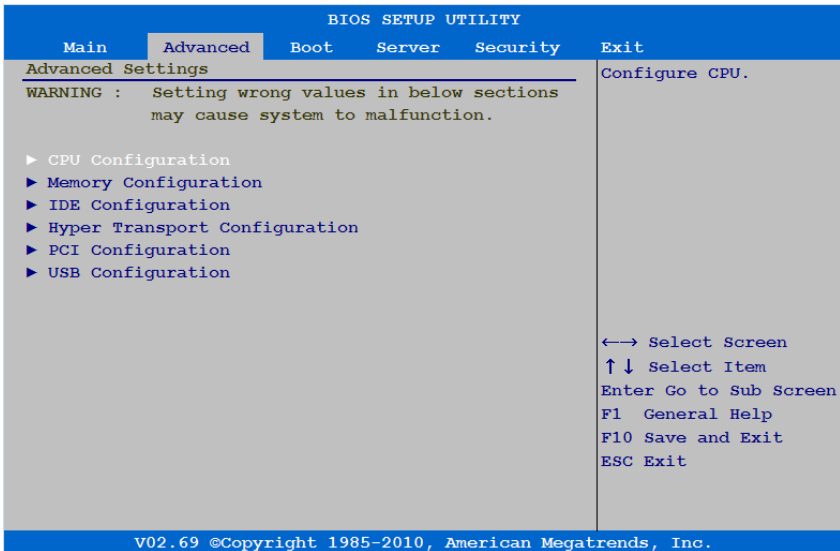 BIOS SETUP UTILITY
Main Advanced Boot Server Security Exit
Advanced Settings
WARNING : Setting wrong values in below sections
may cause system to malfunction.
► CPU Configuration
► Memory Configuration
► IDE Configuration
► Hyper Transport Configuration
► PCI Configuration
► USB Configuration
Configure CPU.
←→ Select Screen
↑↓ Select Item
Enter Go to Sub Screen
F1 General Help
F10 Save and Exit
ESC Exit
V02.69 ©Copyright 1985-2010, American Megatrends, Inc.